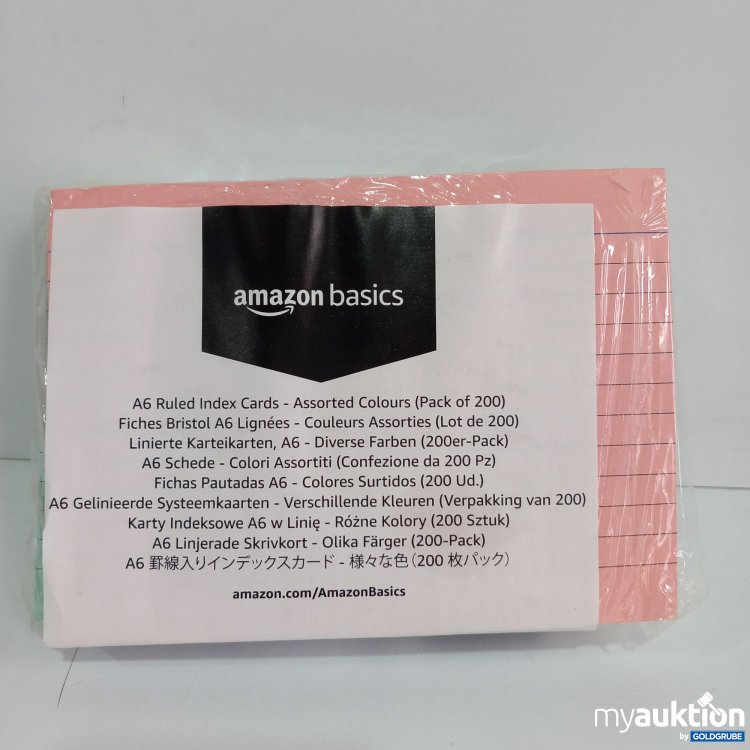 amazon basics
A6 Ruled Index Cards - Assorted Colours (Pack of 200)
Fiches Bristol A6 Lignées - Couleurs Assorties (Lot de 200)
Linierte Karteikarten, A6 - Diverse Farben (200er-Pack)
A6 Schede - Colori Assortiti (Confezione da 200 Pz)
Fichas Pautadas A6 - Colores Surtidos (200 Ud.)
A6 Gelinieerde Systeemkaarten - Verschillende Kleuren (Verpakking van 200)
Karty Indeksowe A6 w Linię - Różne Kolory (200 Sztuk)
A6 Linjerade Skrivkort - Olika Färger (200-Pack)
A6 罫線入りインデックスカード - 様々な色（200 枚パック）
amazon.com/AmazonBasics
myauktion
by GOLDGRUBE